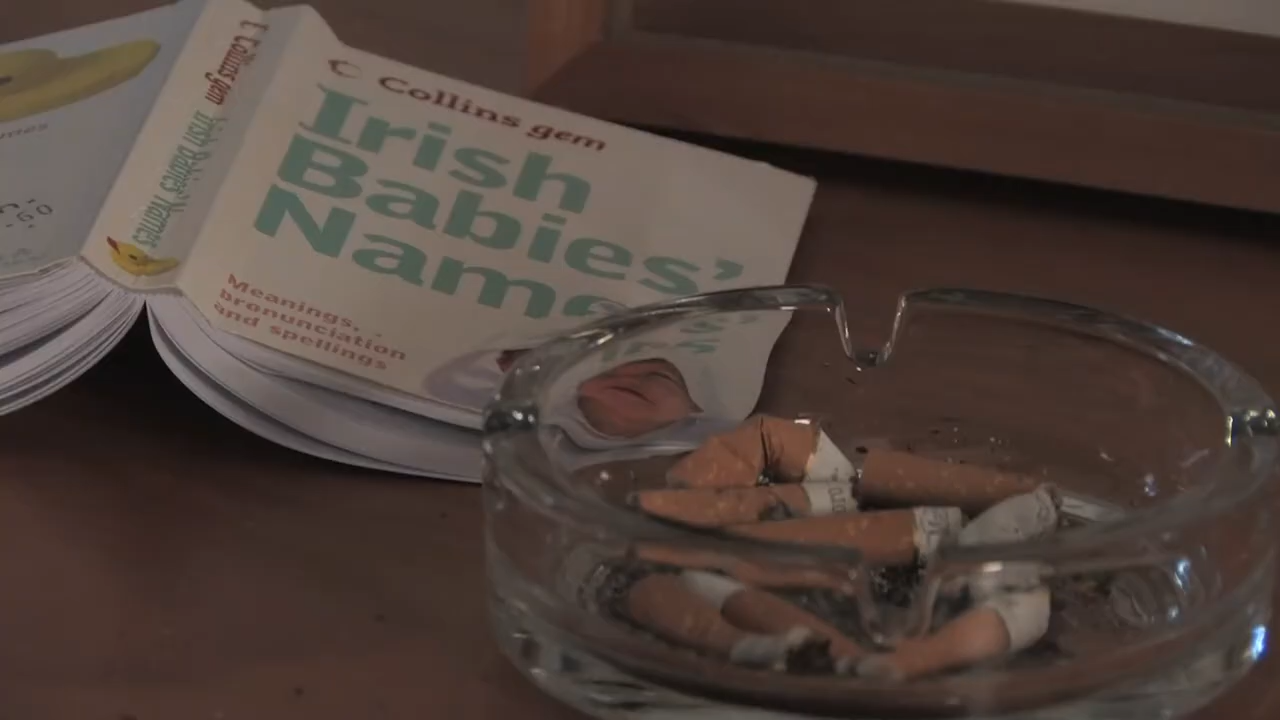 Collins gem
Irish
Babies'
Names'
Meanings,
pronunciation
and spellings
Collins gem
Irish Babies' Names